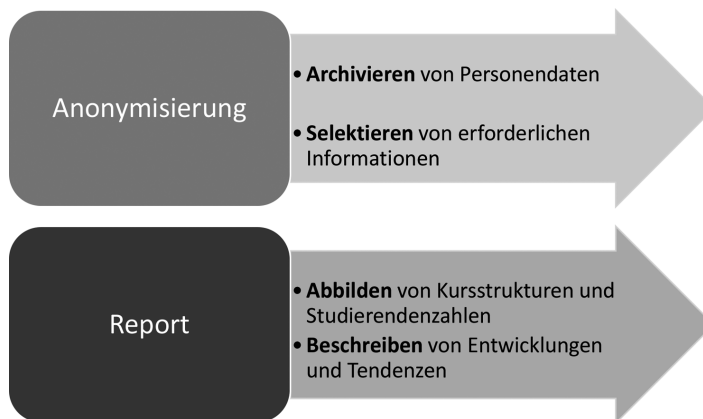 Anonymisierung
• Archivieren von Personendaten
• Selektieren von erforderlichen
Informationen
Report
• Abbilden von Kursstrukturen und
Studierendenzahlen
• Beschreiben von Entwicklungen
und Tendenzen